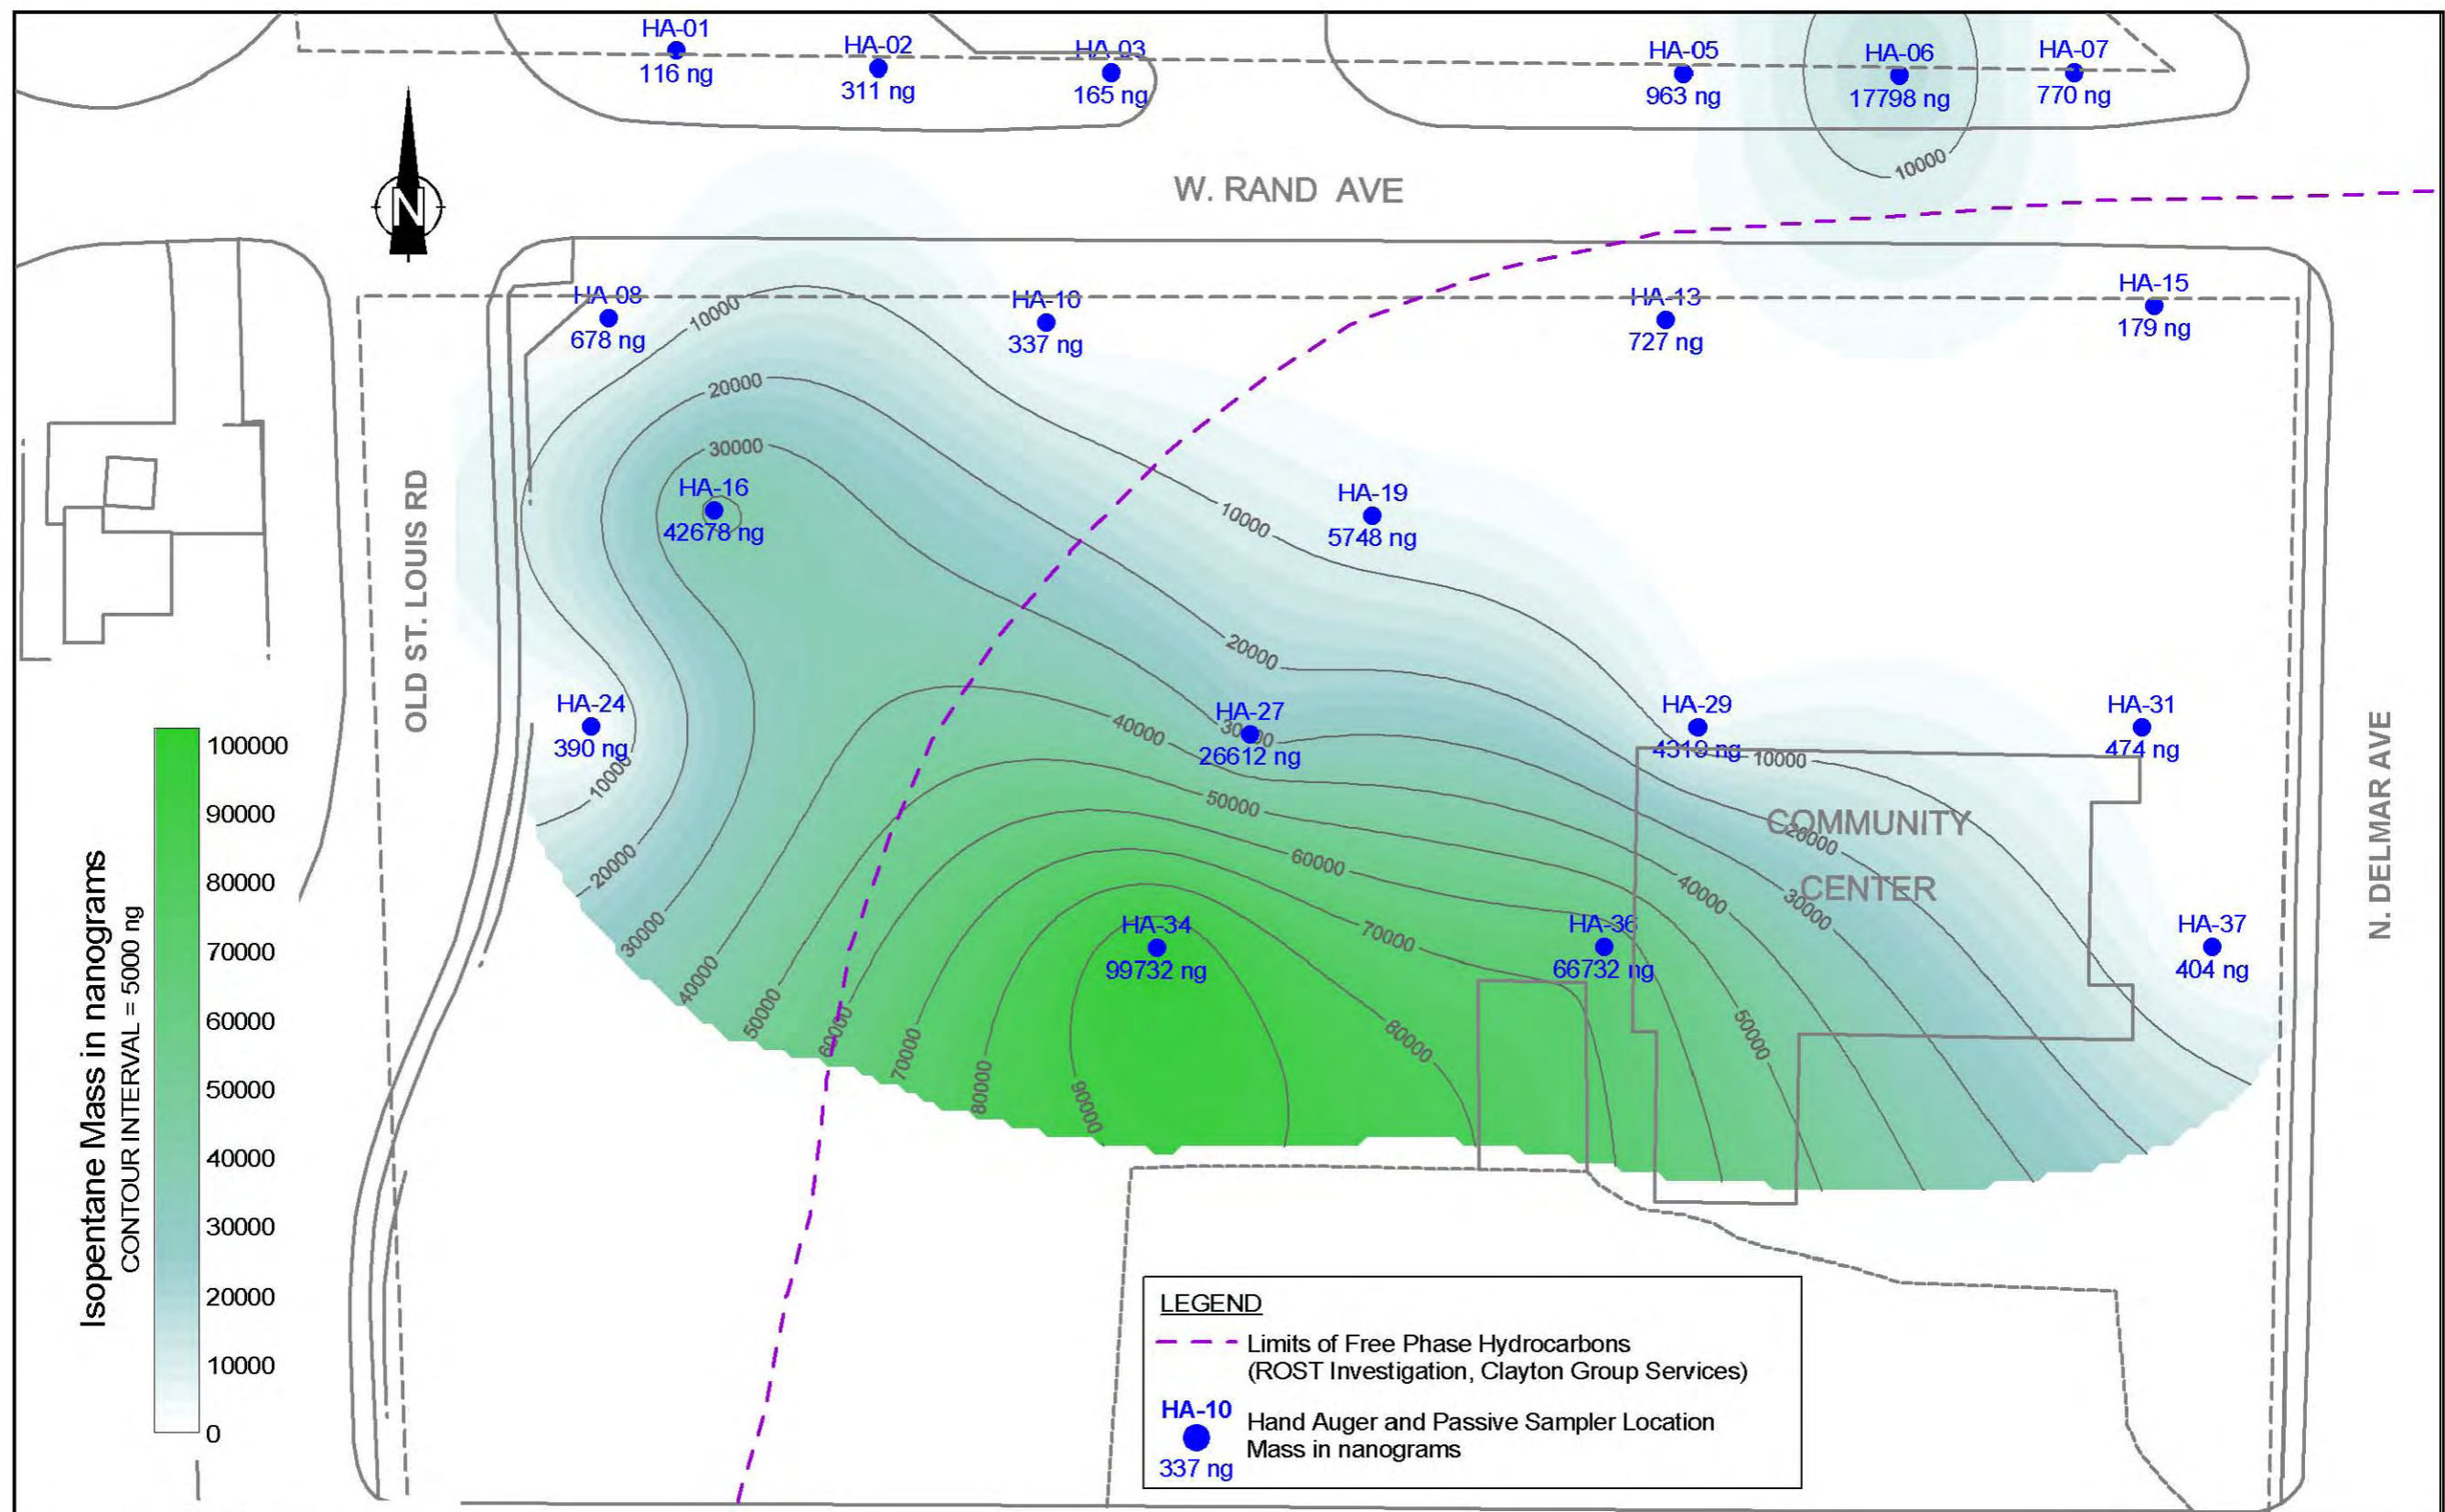 HA-01
116 ng
HA-02
311 ng
HA-03
165 ng
HA-05
963 ng
HA-06
17798 ng
HA-07
770 ng
10000
W. RAND AVE
N
HA-08
678 ng
10000
HA-10
337 ng
HA-13
727 ng
HA-15
179 ng
20000
30000
HA-16
42678 ng
10000
HA-19
5748 ng
OLD ST. LOUIS RD
20000
HA-24
390 ng
10000
40000
HA-27
30000
26612 ng
HA-29
4319 ng
10000
HA-31
474 ng
N. DELMAR AVE
50000
COMMUNITY
20000
CENTER
60000
40000
30000
20000
30000
40000
50000
60000
70000
80000
90000
HA-34
99732 ng
70000
80000
HA-36
66732 ng
50000
HA-37
404 ng
Isopentane Mass in nanograms
CONTOUR INTERVAL = 5000 ng
100000
90000
80000
70000
60000
50000
40000
30000
20000
10000
0
LEGEND
Limits of Free Phase Hydrocarbons
(ROST Investigation, Clayton Group Services)
HA-10
Hand Auger and Passive Sampler Location
Mass in nanograms
337 ng